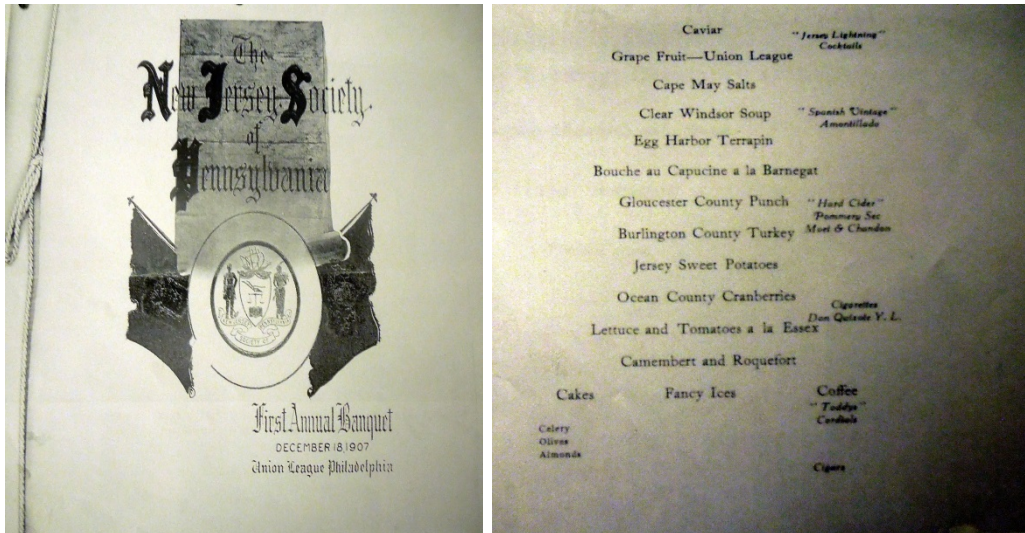 The
New Jersey Society
of
Pennsylvania
First Annual Banquet
DECEMBER 18, 1907
Union League Philadelphia
Caviar
"Jersey Lightning"
Cocktails
Grape Fruit—Union League
Cape May Salts
Clear Windsor Soup
"Spanish Vintage"
Amontillado
Egg Harbor Terrapin
Bouche au Capucine a la Barnegat
Gloucester County Punch
"Hard Cider"
Pommery Sec
Moet & Chandon
Burlington County Turkey
Jersey Sweet Potatoes
Ocean County Cranberries
Cigarettes
Don Quixote Y. L.
Lettuce and Tomatoes a la Essex
Camembert and Roquefort
Cakes
Fancy Ices
Coffee
"Toddys"
Cordials
Celery
Olives
Almonds
Cigars